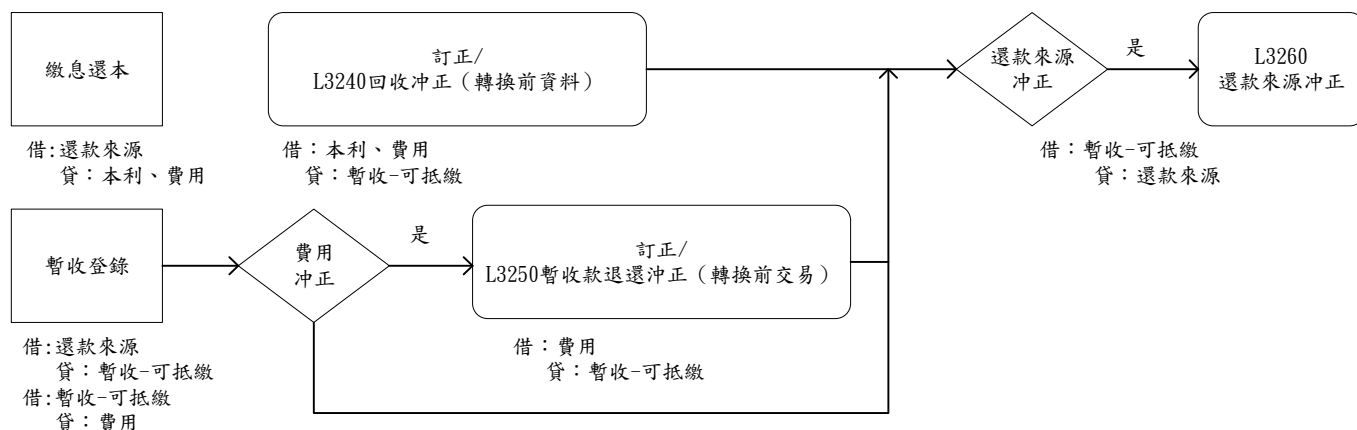 繳息還本
訂正/
L3240回收沖正（轉換前資料）
還款來源
沖正
是
L3260
還款來源沖正
借:還款來源
貸：本利、費用
借：本利、費用
貸：暫收-可抵繳
借：暫收-可抵繳
貸：還款來源
暫收登錄
費用
沖正
是
訂正/
L3250暫收款退還沖正（轉換前交易）
借:還款來源
貸：暫收-可抵繳
借:暫收-可抵繳
貸：費用
借：費用
貸：暫收-可抵繳